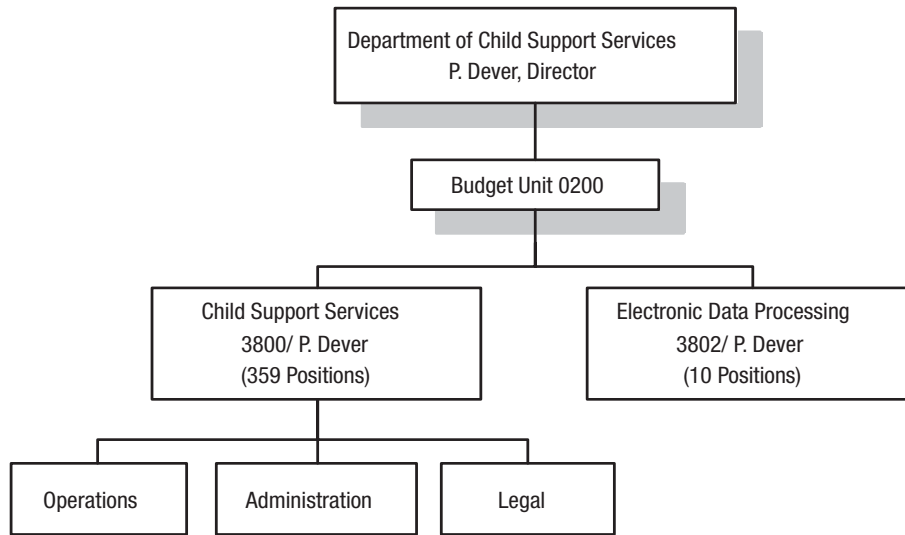 Department of Child Support Services
P. Dever, Director
Budget Unit 0200
Child Support Services
3800/ P. Dever
(359 Positions)
Electronic Data Processing
3802/ P. Dever
(10 Positions)
Operations
Administration
Legal